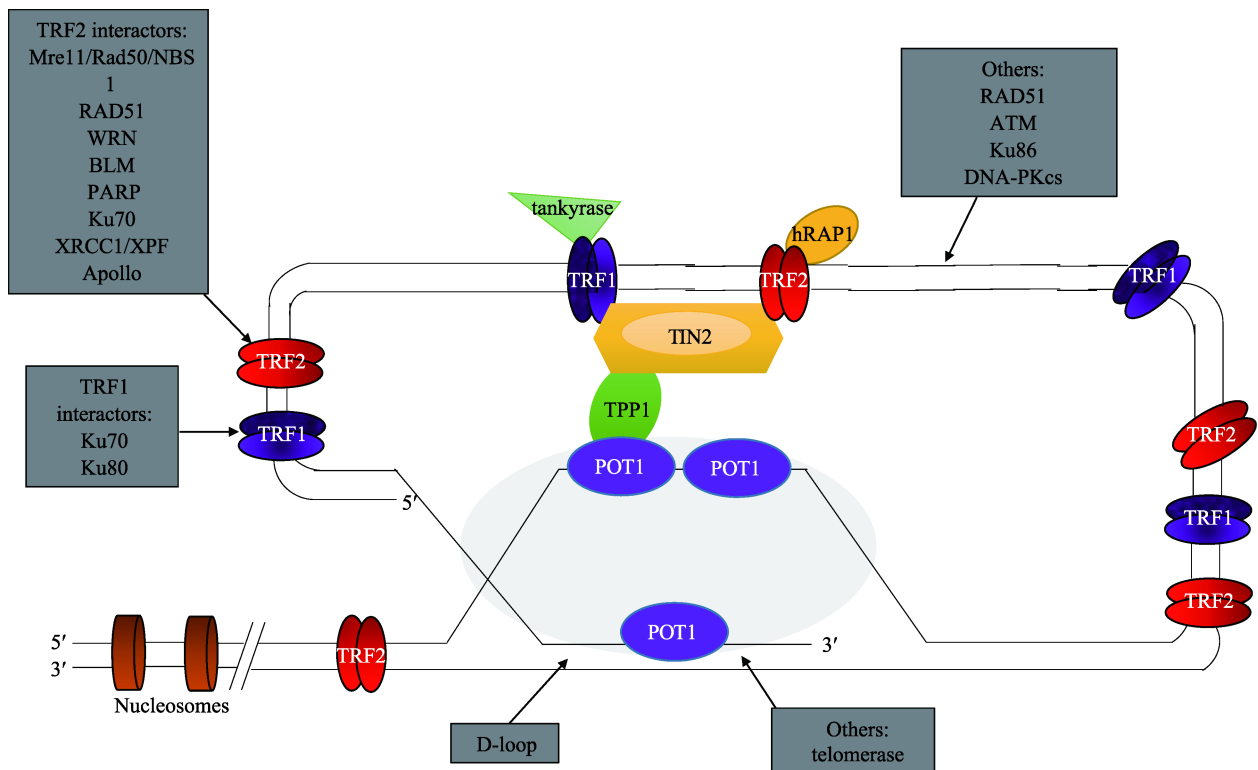 TRF2 interactors:
Mre11/Rad50/NBS
1
RAD51
WRN
BLM
PARP
Ku70
XRCC1/XPF
Apollo
Others:
RAD51
ATM
Ku86
DNA-PKcs
tankyrase
hRAP1
TRF1
TRF2
TRF1
TIN2
TRF2
TRF1
interactors:
Ku70
Ku80
TRF1
TPP1
TRF2
POT1
POT1
5′
TRF1
TRF2
5′
3′
TRF2
POT1
3′
Nucleosomes
D-loop
Others:
telomerase